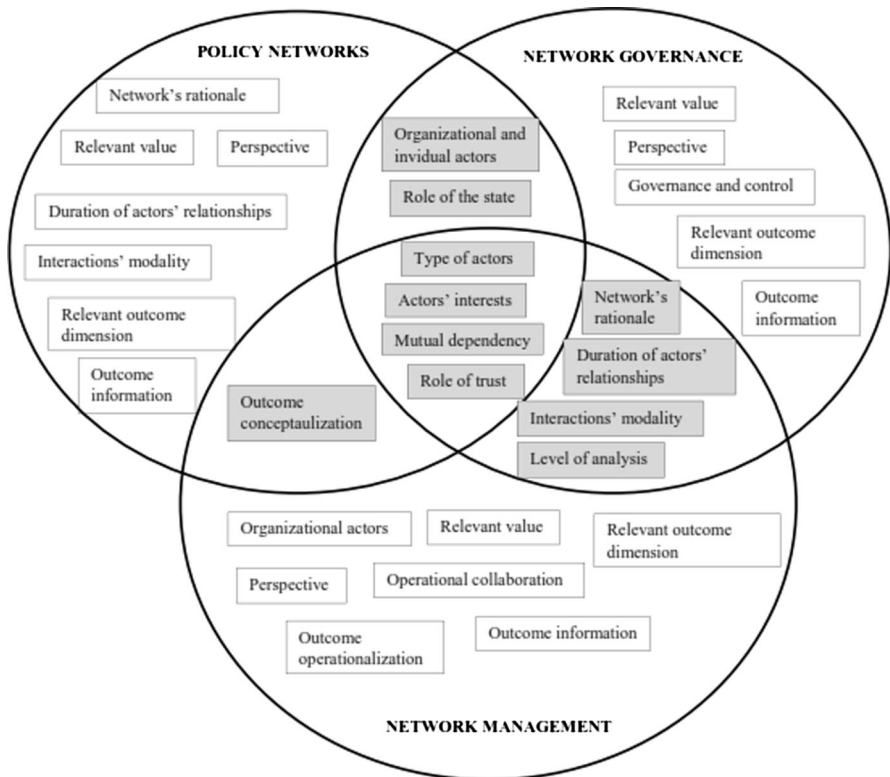 POLICY NETWORKS
Network's rationale
Relevant value
Perspective
Duration of actors' relationships
Interactions' modality
Relevant outcome
dimension
Outcome
information
NETWORK GOVERNANCE
Relevant value
Perspective
Governance and control
Relevant outcome
dimension
Outcome
information
Organizational and
invidual actors
Role of the state
Type of actors
Actors' interests
Mutual dependency
Role of trust
Network's
rationale
Duration of actors'
relationships
Interactions' modality
Level of analysis
Outcome
conceptaulization
Organizational actors
Relevant value
Relevant outcome
dimension
Perspective
Operational collaboration
Outcome
operationalization
Outcome information
NETWORK MANAGEMENT